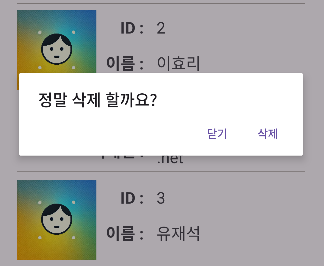 ID : 2
이름 : 이효리
정말 삭제 할까요?
닫기 삭제
.net
ID : 3
이름 : 유재석